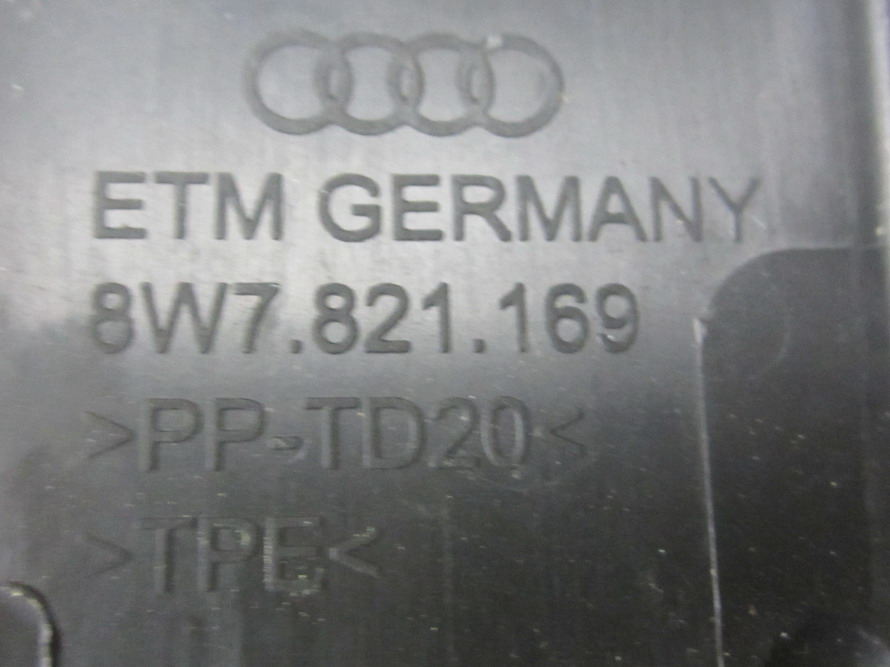 ETM GERMANY
8W7.821.169
>PP-TD20<
>TPE<